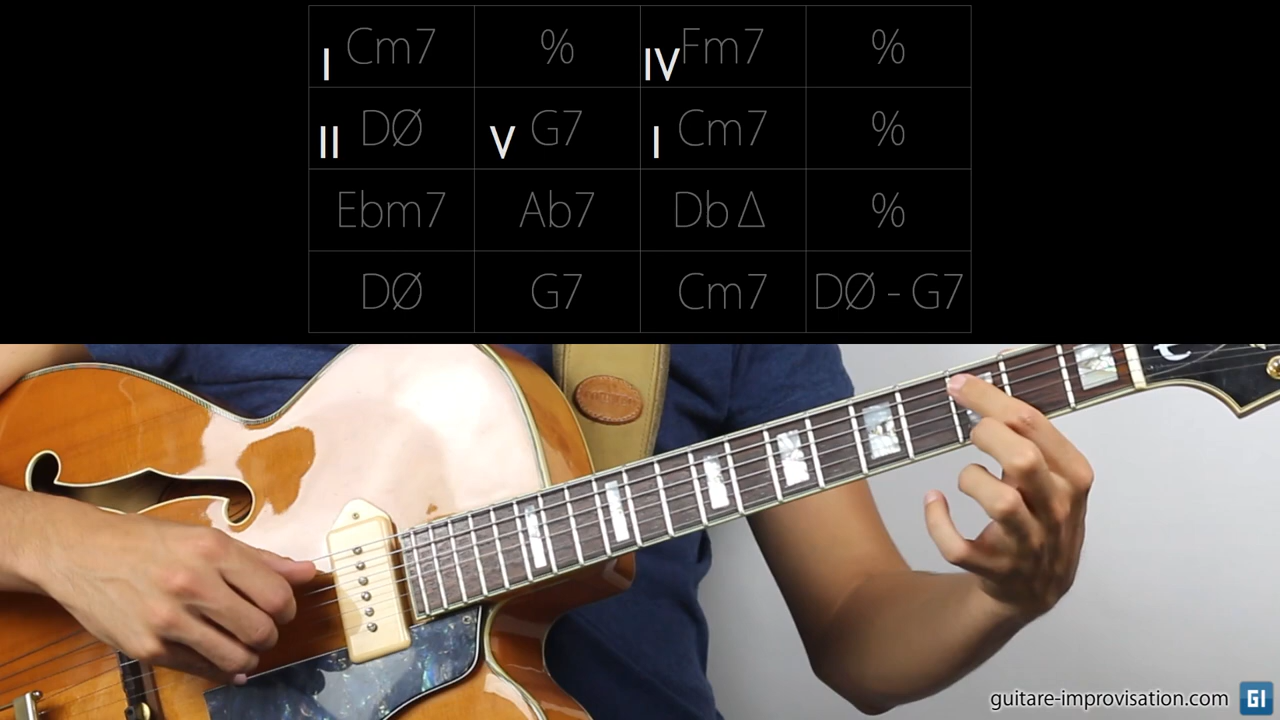 I Cm7 % IV Fm7 %
II DØ V G7 I Cm7 %
Ebm7 Ab7 Db Δ %
DØ G7 Cm7 DØ - G7
guitare-improvisation.com GI